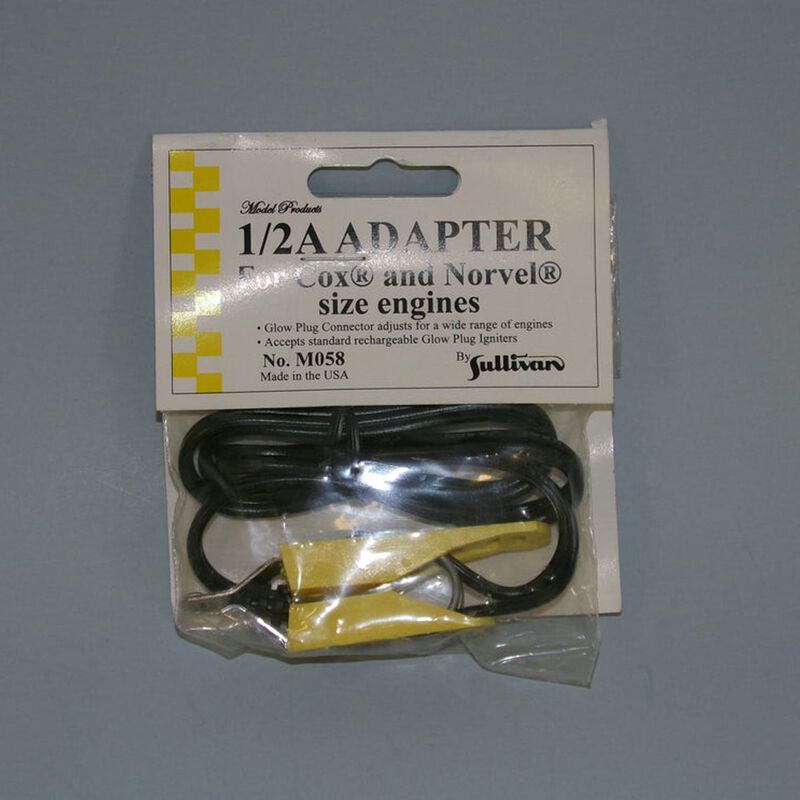 Model Products
1/2A ADAPTER
For Cox® and Norvel®
size engines
• Glow Plug Connector adjusts for a wide range of engines
• Accepts standard rechargeable Glow Plug Igniters
No. M058
Made in the USA
By Sullivan